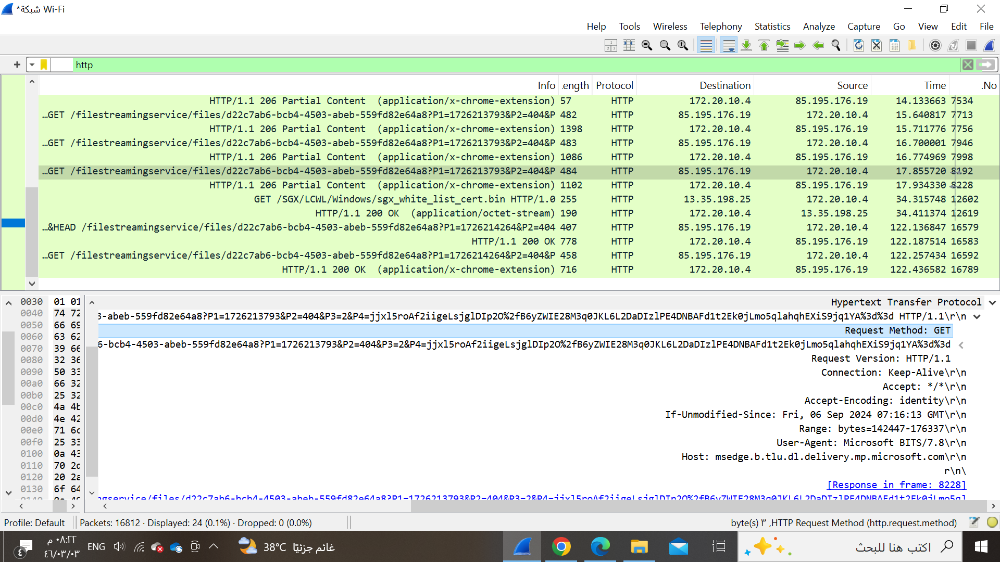 *شبكة Wi-Fi
File Edit View Go Capture Analyze Statistics Telephony Wireless Tools Help
http
No. Time Source Destination Protocol Length Info
7534 14.133663 85.195.176.19 172.20.10.4 HTTP 57 HTTP/1.1 206 Partial Content (application/x-chrome-extension)
7713 15.640817 172.20.10.4 85.195.176.19 HTTP 482 GET /filestreamingservice/files/d22c7ab6-bcb4-4503-abeb-559fd82e64a8?P1=1726213793&P2=404&P…
7756 15.711776 85.195.176.19 172.20.10.4 HTTP 1398 HTTP/1.1 206 Partial Content (application/x-chrome-extension)
7946 16.700001 172.20.10.4 85.195.176.19 HTTP 483 GET /filestreamingservice/files/d22c7ab6-bcb4-4503-abeb-559fd82e64a8?P1=1726213793&P2=404&P…
7998 16.774969 85.195.176.19 172.20.10.4 HTTP 1086 HTTP/1.1 206 Partial Content (application/x-chrome-extension)
8192 17.855720 172.20.10.4 85.195.176.19 HTTP 484 GET /filestreamingservice/files/d22c7ab6-bcb4-4503-abeb-559fd82e64a8?P1=1726213793&P2=404&P…
8228 17.934330 85.195.176.19 172.20.10.4 HTTP 1102 HTTP/1.1 206 Partial Content (application/x-chrome-extension)
12602 34.315748 172.20.10.4 13.35.198.25 HTTP 255 GET /SGX/LCWL/Windows/sgx_white_list_cert.bin HTTP/1.0
12619 34.411374 13.35.198.25 172.20.10.4 HTTP 190 HTTP/1.1 200 OK (application/octet-stream)
16579 122.136847 172.20.10.4 85.195.176.19 HTTP 407 HEAD /filestreamingservice/files/d22c7ab6-bcb4-4503-abeb-559fd82e64a8?P1=1726214264&P2=404&…
16583 122.187514 85.195.176.19 172.20.10.4 HTTP 778 HTTP/1.1 200 OK
16592 122.257434 172.20.10.4 85.195.176.19 HTTP 458 GET /filestreamingservice/files/d22c7ab6-bcb4-4503-abeb-559fd82e64a8?P1=1726214264&P2=404&P…
16789 122.436582 85.195.176.19 172.20.10.4 HTTP 716 HTTP/1.1 200 OK (application/x-chrome-extension)
Hypertext Transfer Protocol
3-abeb-559fd82e64a8?P1=1726213793&P2=404&P3=2&P4=jjxl5roAf2iigeLsjglDIp2O%2fB6yZWIE28M3q0JKL6L2DaDIzlPE4DNBAFd1t2Ek0jLmo5qlahqhEXiS9jq1YA%3d%3d HTTP/1.1\r\n
Request Method: GET
6-bcb4-4503-abeb-559fd82e64a8?P1=1726213793&P2=404&P3=2&P4=jjxl5roAf2iigeLsjglDIp2O%2fB6yZWIE28M3q0JKL6L2DaDIzlPE4DNBAFd1t2Ek0jLmo5qlahqhEXiS9jq1YA%3d%3d
Request Version: HTTP/1.1
Connection: Keep-Alive\r\n
Accept: */*\r\n
Accept-Encoding: identity\r\n
If-Unmodified-Since: Fri, 06 Sep 2024 07:16:13 GMT\r\n
Range: bytes=142447-176337\r\n
User-Agent: Microsoft BITS/7.8\r\n
Host: msedge.b.tlu.dl.delivery.mp.microsoft.com\r\n
\r\n
[Response in frame: 8228]
0030 01 01
0040 74 72
0050 66 69
0060 63 62
0070 39 66
0080 32 36
0090 50 33
00a0 66 32
00b0 25 32
00c0 4a 4b
00d0 4e 42
00e0 71 6c
00f0 25 33
0100 0a 43
0110 70 2d
0120 20 2a
0130 6f 64
HTTP Request Method (http.request.method), ٣ byte(s)
Packets: 16812 · Displayed: 24 (0.1%) · Dropped: 0 (0.0%)
Profile: Default
اكتب هنا للبحث
38°C غائم جزئيًا
ENG
٠٨:٢٢ م
٤٦/٠٣/٠٣
٤